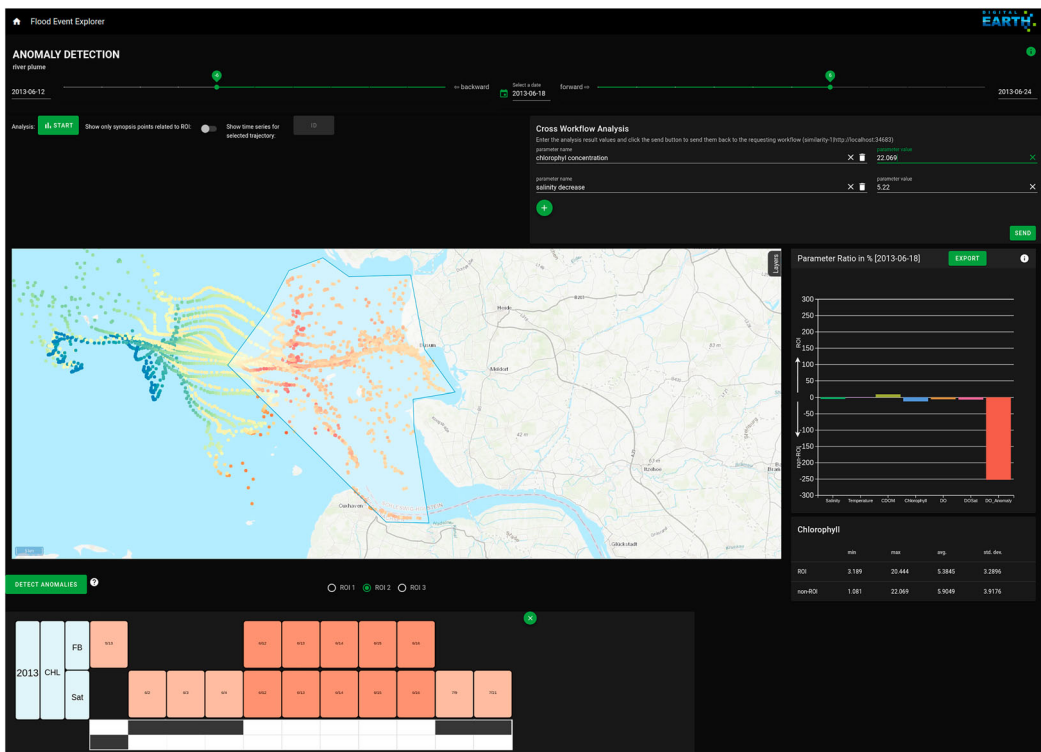 Flood Event Explorer
DIGITAL
EARTH
ANOMALY DETECTION
river plume
2013-06-12
⇦ backward
Select a date
2013-06-18
forward ⇨
2013-06-24
Analysis:
START
Show only synopsis points related to ROI:
Show time series for
selected trajectory:
Cross Workflow Analysis
Enter the analysis result values and click the send button to send them back to the requesting workflow (similarity-1|http://localhost:34683)
parameter name
chlorophyl concentration
parameter value
22.069
parameter name
salinity decrease
parameter value
5.22
SEND
Layers
Heide
Büsum
Meldorf
Itzehoe
Cuxhaven
Glückstadt
Parameter Ratio in % [2013-06-18]
EXPORT
300
250
200
150
100
50
0
-50
-100
-150
-200
-250
-300
ROI
non-ROI
Salinity Temperature CDOM Chlorophyll DO DOSat DO_Anomaly
Chlorophyll
min max avg. std. dev.
ROI 3.189 20.444 5.3845 3.2896
non-ROI 1.081 22.069 5.9049 3.9176
DETECT ANOMALIES
ROI 1 ROI 2 ROI 3
2013
CHL
FB
Sat